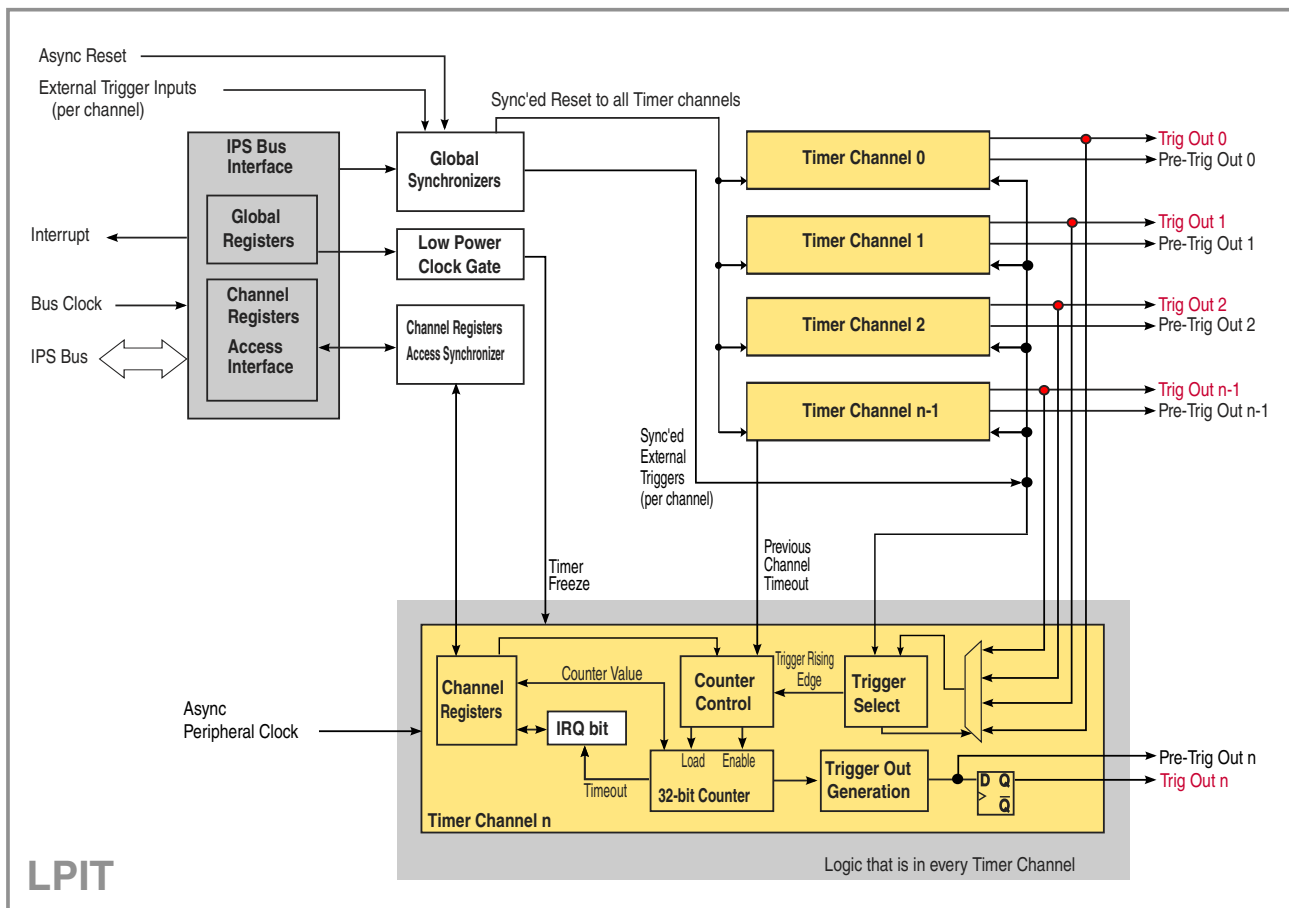 Async Reset
External Trigger Inputs
(per channel)
Sync'ed Reset to all Timer channels
IPS Bus
Interface
Global
Registers
Channel
Registers
Access
Interface
Interrupt
Bus Clock
IPS Bus
Global
Synchronizers
Low Power
Clock Gate
Channel Registers
Access Synchronizer
Timer Channel 0
Timer Channel 1
Timer Channel 2
Timer Channel n-1
Trig Out 0
Pre-Trig Out 0
Trig Out 1
Pre-Trig Out 1
Trig Out 2
Pre-Trig Out 2
Trig Out n-1
Pre-Trig Out n-1
Sync'ed
External
Triggers
(per channel)
Timer
Freeze
Previous
Channel
Timeout
Async
Peripheral Clock
Channel
Registers
Counter Value
IRQ bit
Timeout
Counter
Control
Load
Enable
32-bit Counter
Trigger Rising
Edge
Trigger
Select
Trigger Out
Generation
D Q
Q̅
Pre-Trig Out n
Trig Out n
Timer Channel n
Logic that is in every Timer Channel
LPIT